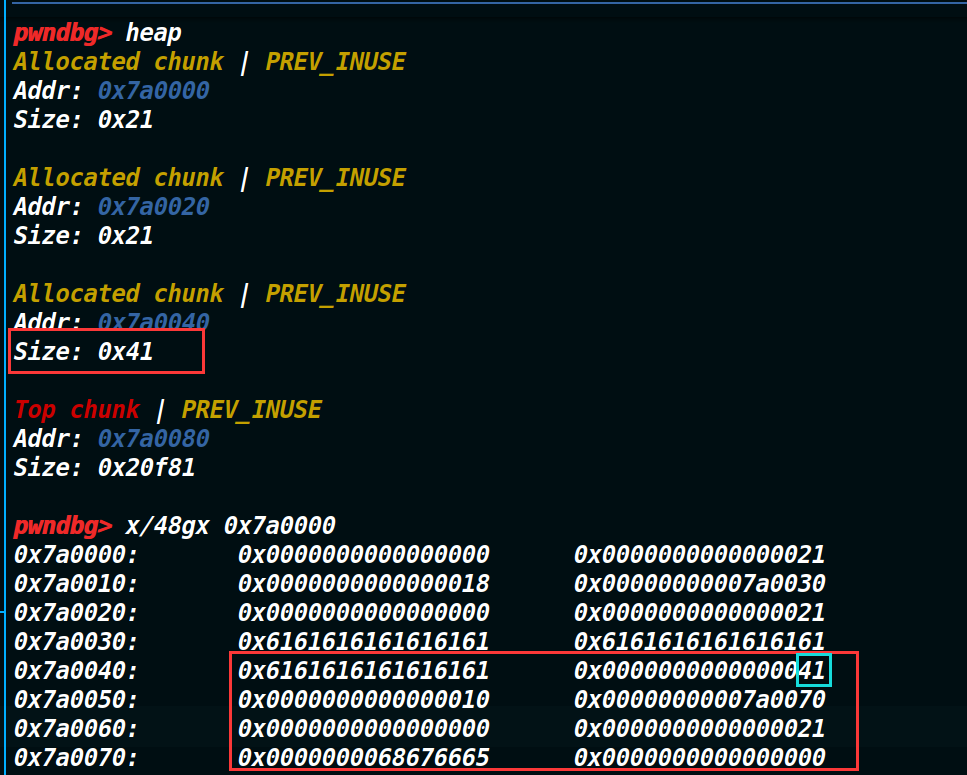 pwndbg> heap
Allocated chunk | PREV_INUSE
Addr: 0x7a0000
Size: 0x21
Allocated chunk | PREV_INUSE
Addr: 0x7a0020
Size: 0x21
Allocated chunk | PREV_INUSE
Addr: 0x7a0040
Size: 0x41
Top chunk | PREV_INUSE
Addr: 0x7a0080
Size: 0x20f81
pwndbg> x/48gx 0x7a0000
0x7a0000: 0x0000000000000000 0x0000000000000021
0x7a0010: 0x0000000000000018 0x00000000007a0030
0x7a0020: 0x0000000000000000 0x0000000000000021
0x7a0030: 0x6161616161616161 0x6161616161616161
0x7a0040: 0x6161616161616161 0x0000000000000041
0x7a0050: 0x0000000000000010 0x00000000007a0070
0x7a0060: 0x0000000000000000 0x0000000000000021
0x7a0070: 0x0000000068676665 0x0000000000000000